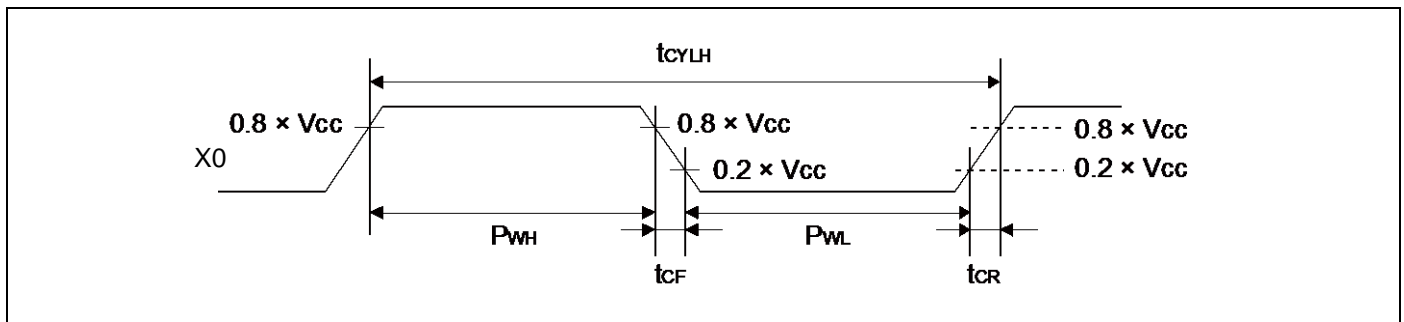 tCYLH
0.8 × Vcc
0.8 × Vcc
0.8 × Vcc
X0
0.2 × Vcc
0.2 × Vcc
PWH
PWL
tCF
tCR